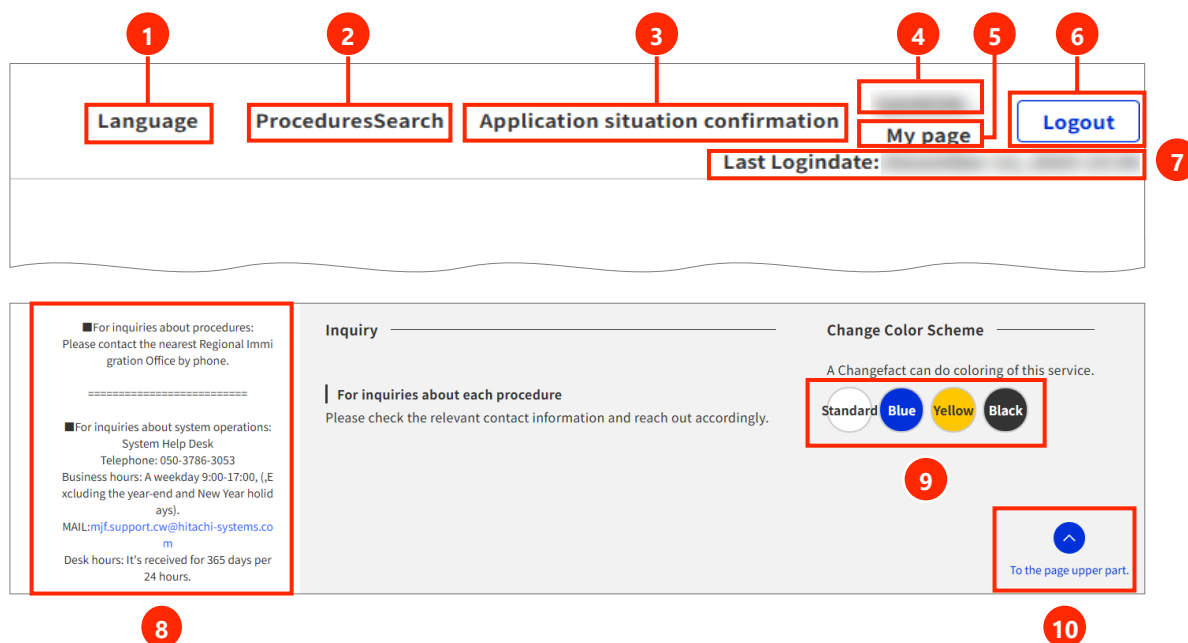 1
2
3
4
5
6
Language
ProceduresSearch
Application situation confirmation
My page
Logout
Last Logindate:
7
■For inquiries about procedures:
Please contact the nearest Regional Immi
gration Office by phone.
==========================
■For inquiries about system operations:
System Help Desk
Telephone: 050-3786-3053
Business hours: A weekday 9:00-17:00, (,E
xcluding the year-end and New Year holid
ays).
MAIL:mjf.support.cw@hitachi-systems.co
m
Desk hours: It's received for 365 days per
24 hours.
8
Inquiry
For inquiries about each procedure
Please check the relevant contact information and reach out accordingly.
Change Color Scheme
A Changefact can do coloring of this service.
Standard Blue Yellow Black
9
To the page upper part.
10